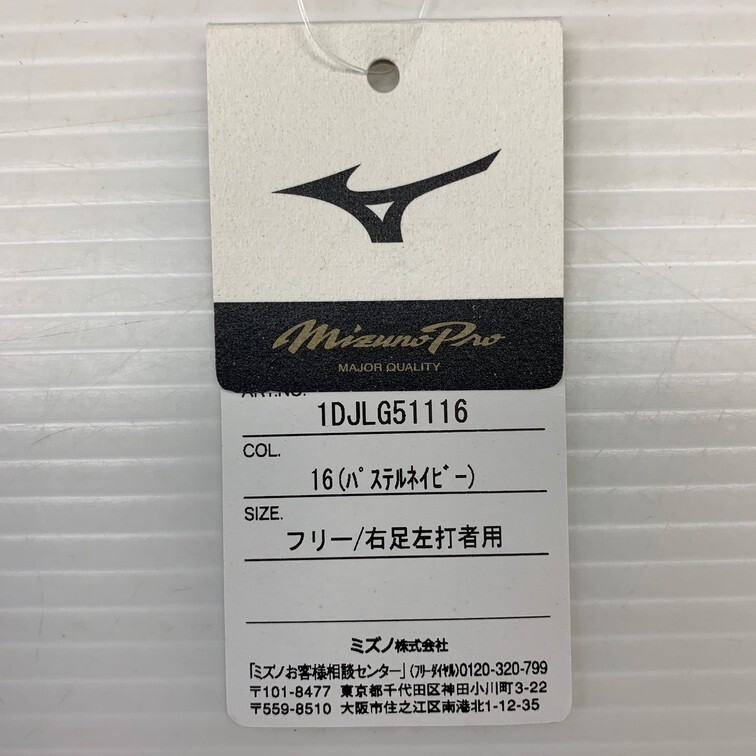 Mizuno Pro
MAJOR QUALITY
ART.NO.
1DJLG51116
COL.
16(パステルネイビー)
SIZE.
フリー/右足左打者用
ミズノ株式会社
「ミズノお客様相談センター」(フリーダイヤル)0120-320-799
〒101-8477 東京都千代田区神田小川町3-22
〒559-8510 大阪市住之江区南港北1-12-35